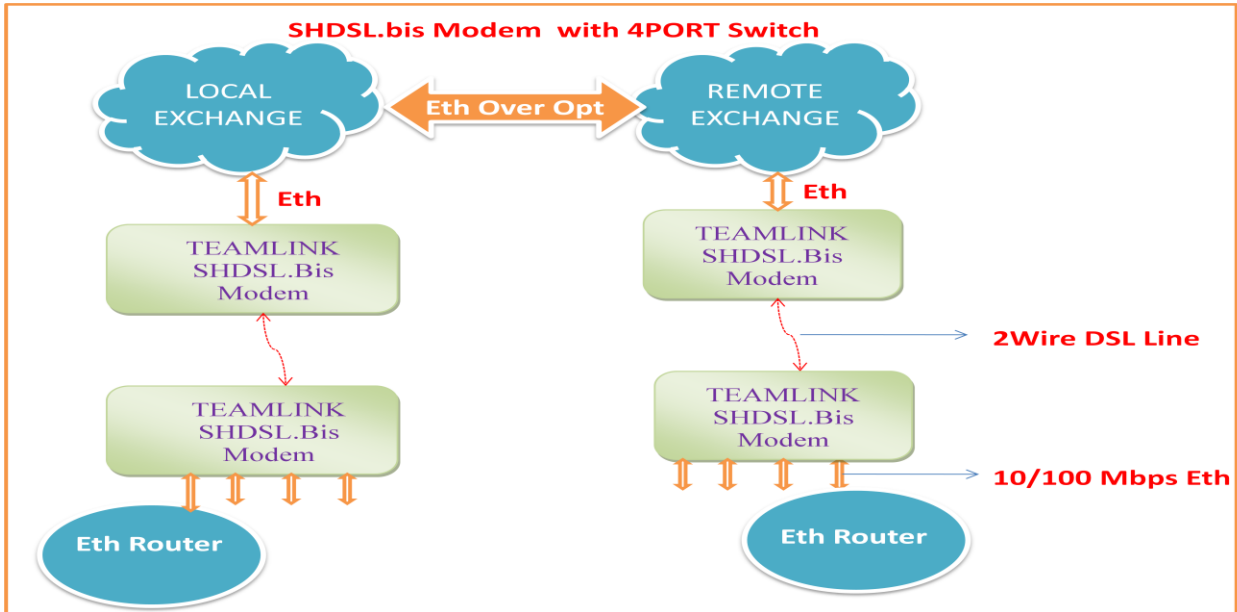 SHDSL.bis Modem with 4PORT Switch
LOCAL
EXCHANGE
Eth Over Opt
REMOTE
EXCHANGE
Eth
Eth
TEAMLINK
SHDSL.Bis
Modem
TEAMLINK
SHDSL.Bis
Modem
2Wire DSL Line
TEAMLINK
SHDSL.Bis
Modem
TEAMLINK
SHDSL.Bis
Modem
10/100 Mbps Eth
Eth Router
Eth Router